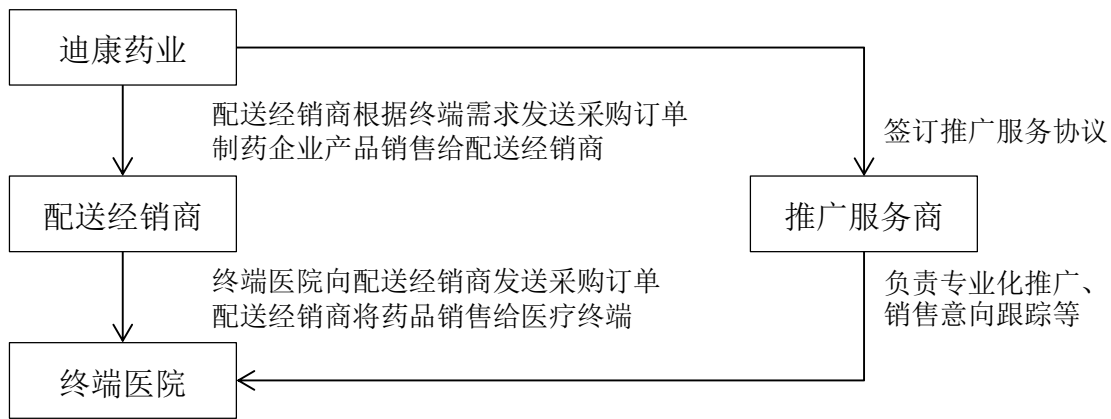 迪康药业
配送经销商根据终端需求发送采购订单
制药企业产品销售给配送经销商
签订推广服务协议
配送经销商
推广服务商
终端医院向配送经销商发送采购订单
配送经销商将药品销售给医疗终端
负责专业化推广、
销售意向跟踪等
终端医院